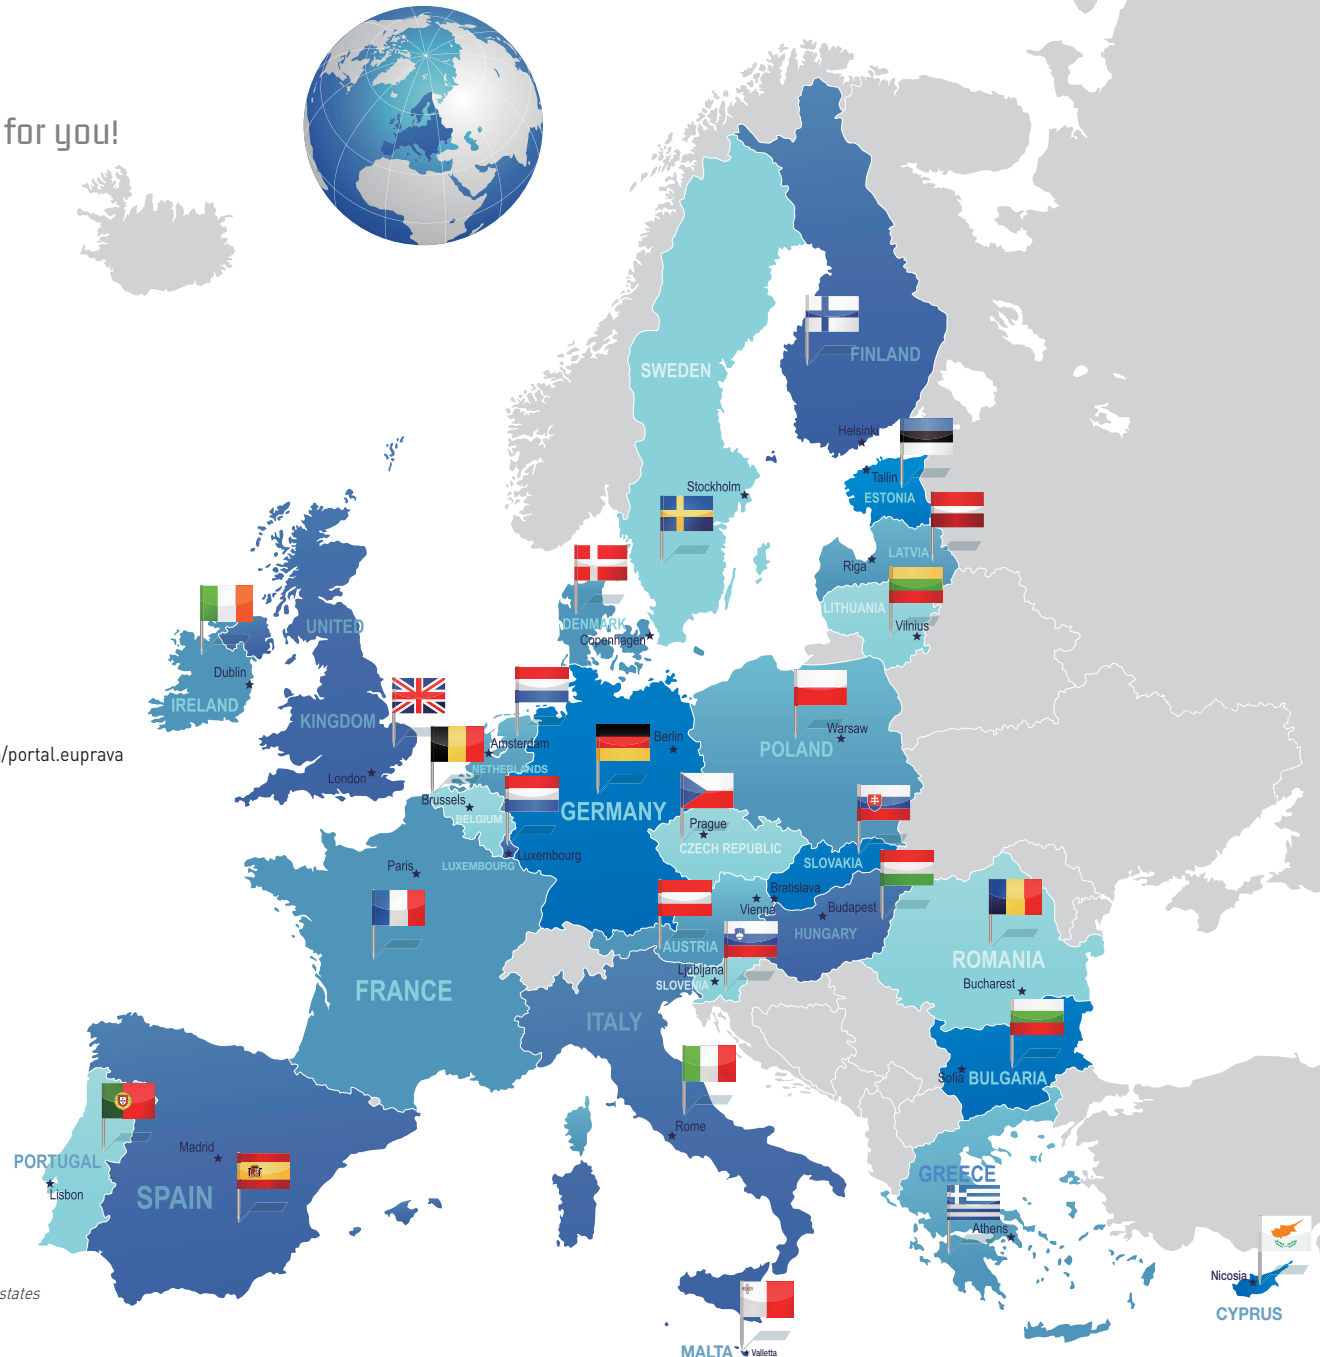 for you!
SWEDEN
FINLAND
Helsinki
Tallin
ESTONIA
Stockholm
LATVIA
Riga
LITHUANIA
Vilnius
DENMARK
Copenhagen
UNITED
KINGDOM
London
Dublin
IRELAND
/portal.euprava
Amsterdam
NETHERLANDS
Brussels
BELGIUM
Berlin
GERMANY
Warsaw
POLAND
Prague
CZECH REPUBLIC
SLOVAKIA
Bratislava
Luxembourg
LUXEMBOURG
Paris
FRANCE
Vienna
AUSTRIA
Budapest
HUNGARY
Ljubljana
SLOVENIA
ROMANIA
Bucharest
ITALY
Rome
Sofia
BULGARIA
Madrid
SPAIN
PORTUGAL
Lisbon
GREECE
Athens
Nicosia
CYPRUS
states
MALTA
Valletta